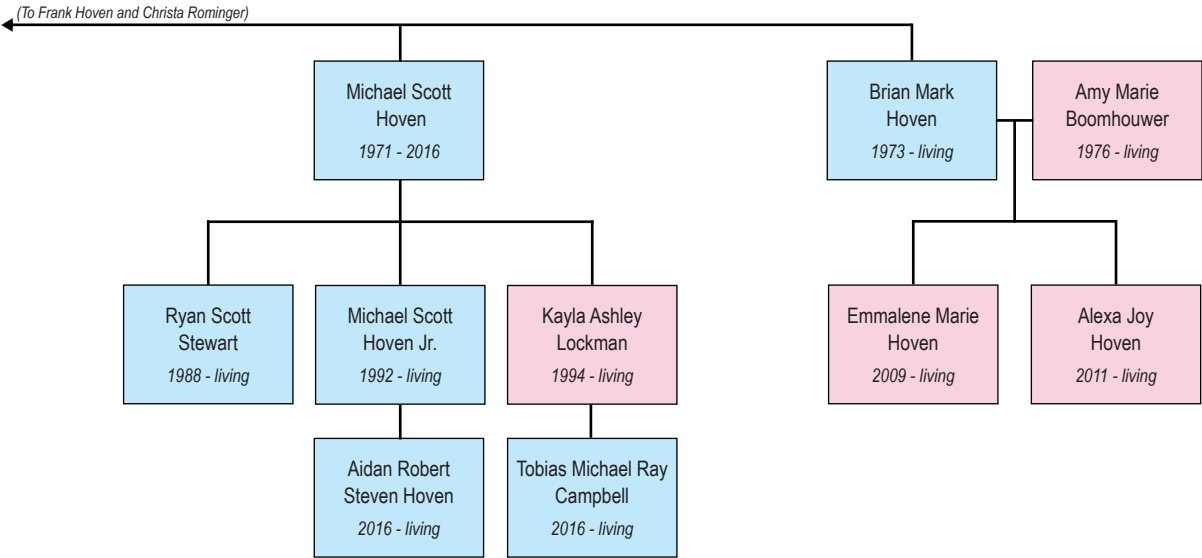 (To Frank Hoven and Christa Rominger)
Michael Scott
Hoven
1971 - 2016
Brian Mark
Hoven
1973 - living
Amy Marie
Boomhouwer
1976 - living
Ryan Scott
Stewart
1988 - living
Michael Scott
Hoven Jr.
1992 - living
Kayla Ashley
Lockman
1994 - living
Emmalene Marie
Hoven
2009 - living
Alexa Joy
Hoven
2011 - living
Aidan Robert
Steven Hoven
2016 - living
Tobias Michael Ray
Campbell
2016 - living